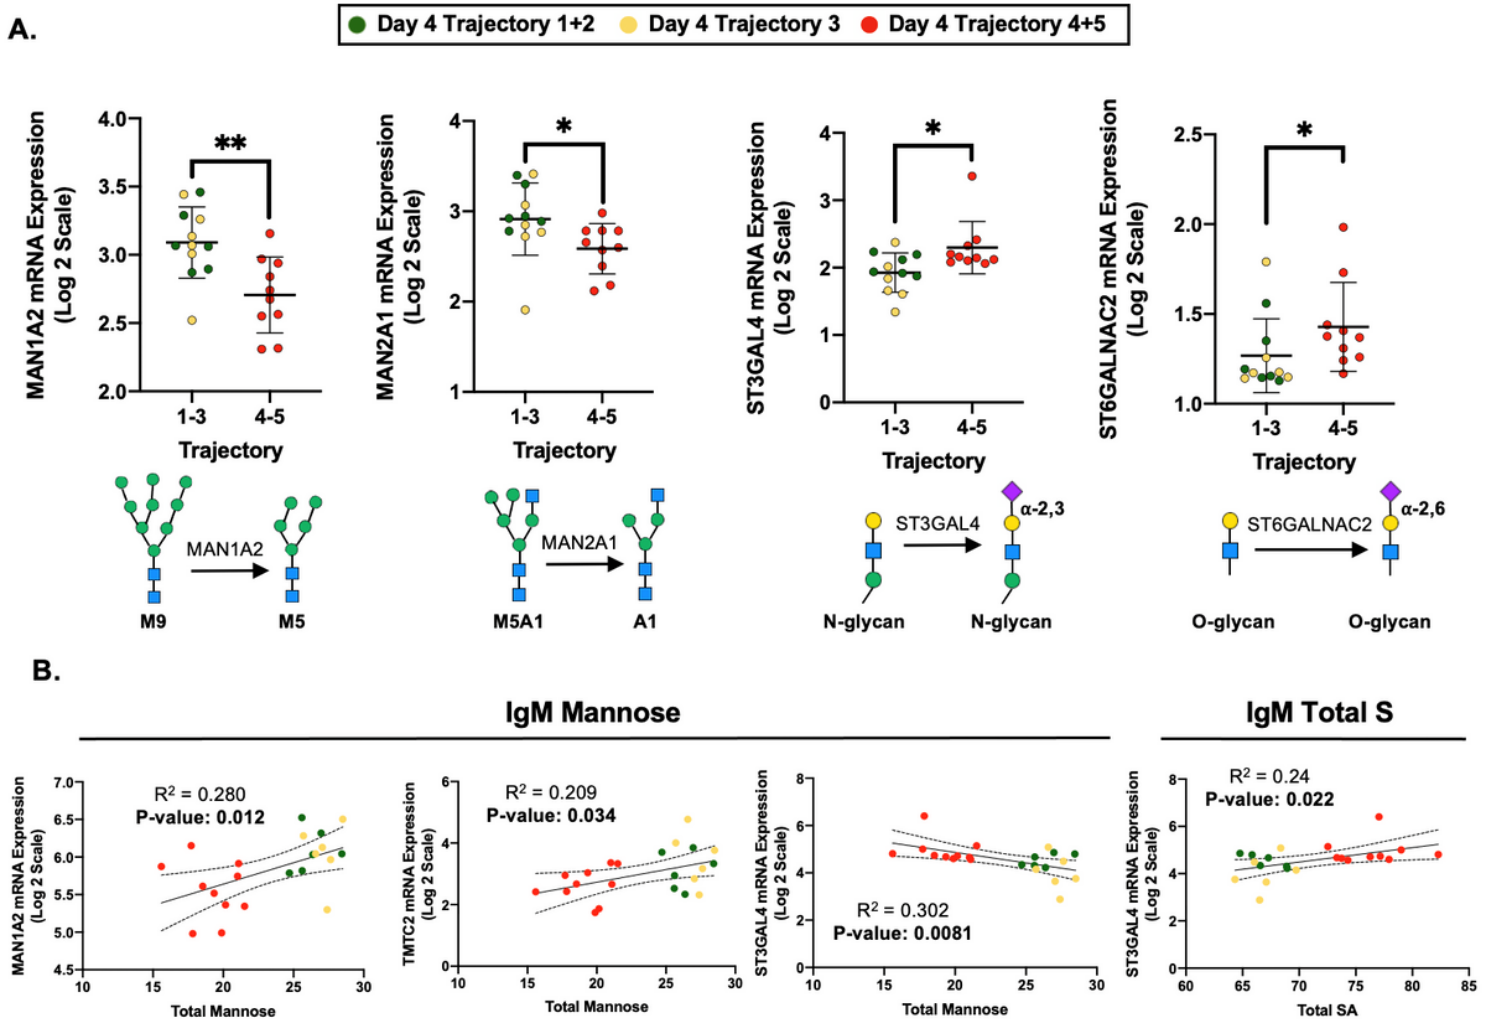 A.
Day 4 Trajectory 1+2 Day 4 Trajectory 3 Day 4 Trajectory 4+5
MAN1A2 mRNA Expression
(Log 2 Scale)
4.0
3.5
3.0
2.5
2.0
**
1-3 4-5
Trajectory
MAN2A1 mRNA Expression
(Log 2 Scale)
4
3
2
1
*
1-3 4-5
Trajectory
ST3GAL4 mRNA Expression
(Log 2 Scale)
4
3
2
1
0
*
1-3 4-5
Trajectory
ST6GALNAC2 mRNA Expression
(Log 2 Scale)
2.5
2.0
1.5
1.0
*
1-3 4-5
Trajectory
MAN1A2
M9 M5
MAN2A1
M5A1 A1
ST3GAL4
α-2,3
N-glycan N-glycan
ST6GALNAC2
α-2,6
O-glycan O-glycan
B.
IgM Mannose
IgM Total S
MAN1A2 mRNA Expression
(Log 2 Scale)
7.0
6.5
6.0
5.5
5.0
4.5
R² = 0.280
P-value: 0.012
10 15 20 25 30
Total Mannose
TMTC2 mRNA Expression
(Log 2 Scale)
6
4
2
0
R² = 0.209
P-value: 0.034
10 15 20 25 30
Total Mannose
ST3GAL4 mRNA Expression
(Log 2 Scale)
8
6
4
2
0
R² = 0.302
P-value: 0.0081
10 15 20 25 30
Total Mannose
ST3GAL4 mRNA Expression
(Log 2 Scale)
8
6
4
2
0
R² = 0.24
P-value: 0.022
60 65 70 75 80 85
Total SA